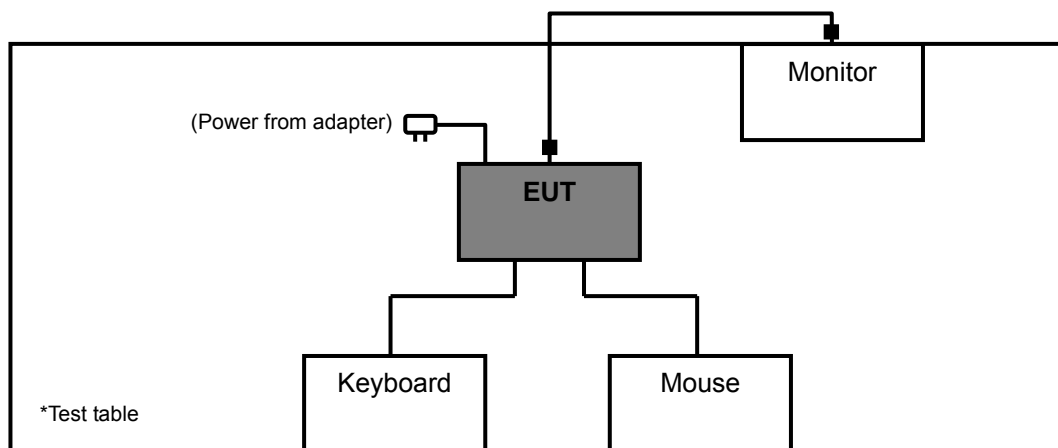 Monitor
(Power from adapter)
EUT
Keyboard
Mouse
*Test table